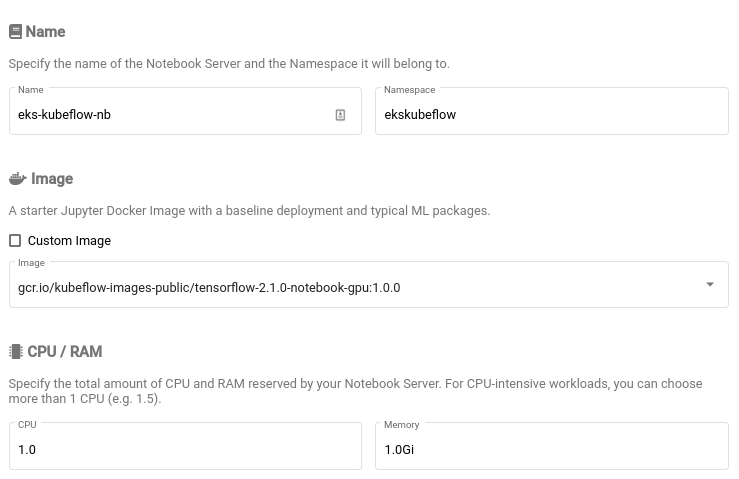 Name
Specify the name of the Notebook Server and the Namespace it will belong to.
Name
eks-kubeflow-nb
Namespace
ekskubeflow
Image
A starter Jupyter Docker Image with a baseline deployment and typical ML packages.
Custom Image
Image
gcr.io/kubeflow-images-public/tensorflow-2.1.0-notebook-gpu:1.0.0
CPU / RAM
Specify the total amount of CPU and RAM reserved by your Notebook Server. For CPU-intensive workloads, you can choose
more than 1 CPU (e.g. 1.5).
CPU
1.0
Memory
1.0Gi